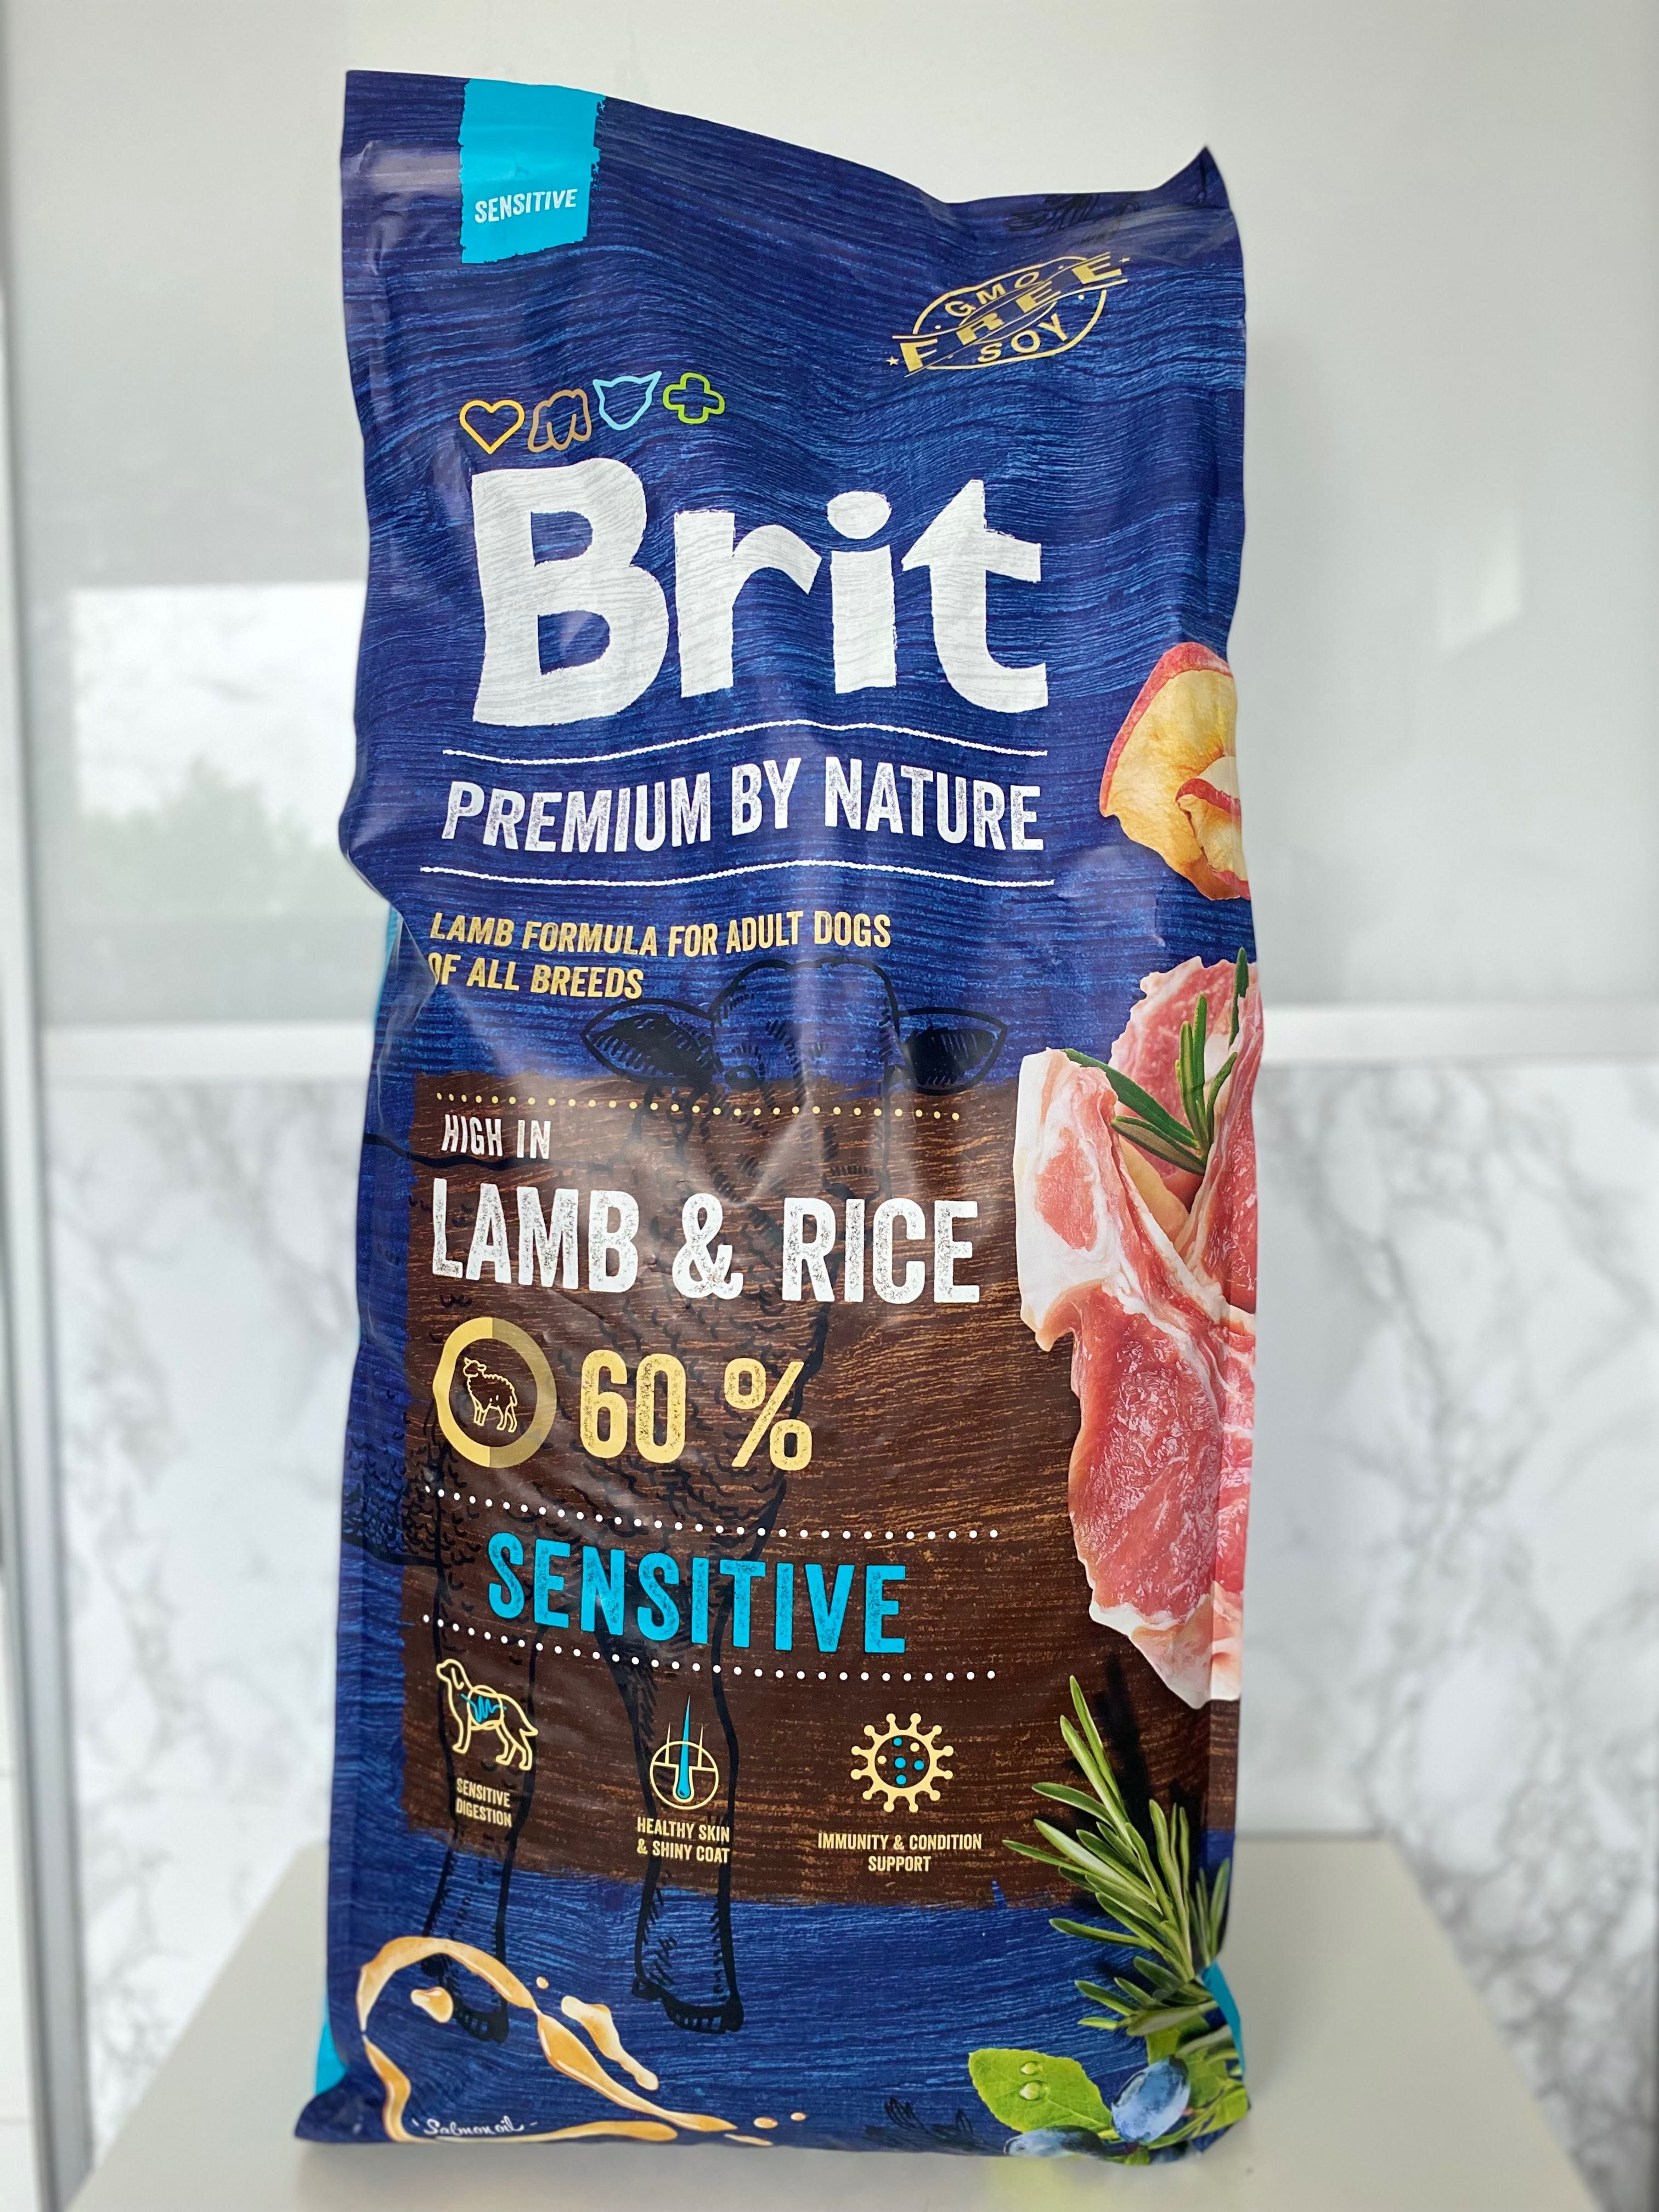 SENSITIVE
GMO
FREE
SOY
Brit
PREMIUM BY NATURE
LAMB FORMULA FOR ADULT DOGS
OF ALL BREEDS
HIGH IN
LAMB & RICE
60 %
SENSITIVE
SENSITIVE
DIGESTION
HEALTHY SKIN
& SHINY COAT
IMMUNITY & CONDITION
SUPPORT
Salmon oil